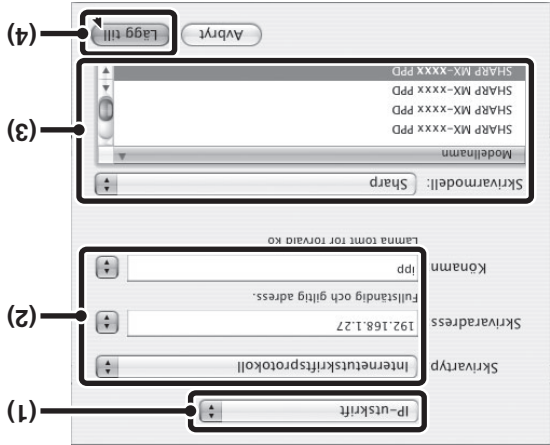 (1)
IP-utskrift
Skrivartyp
Internetutskriftsprotokoll
(2)
Skrivaradress
192.168.1.27
Fullständig och giltig adress.
Könamn
ipp
Lämna tomt för förvald kö
Skrivarmodell:
Sharp
Modellnamn
(3)
SHARP MX-xxxx PPD
SHARP MX-xxxx PPD
SHARP MX-xxxx PPD
SHARP MX-xxxx PPD
Avbryt
Lägg till
(4)